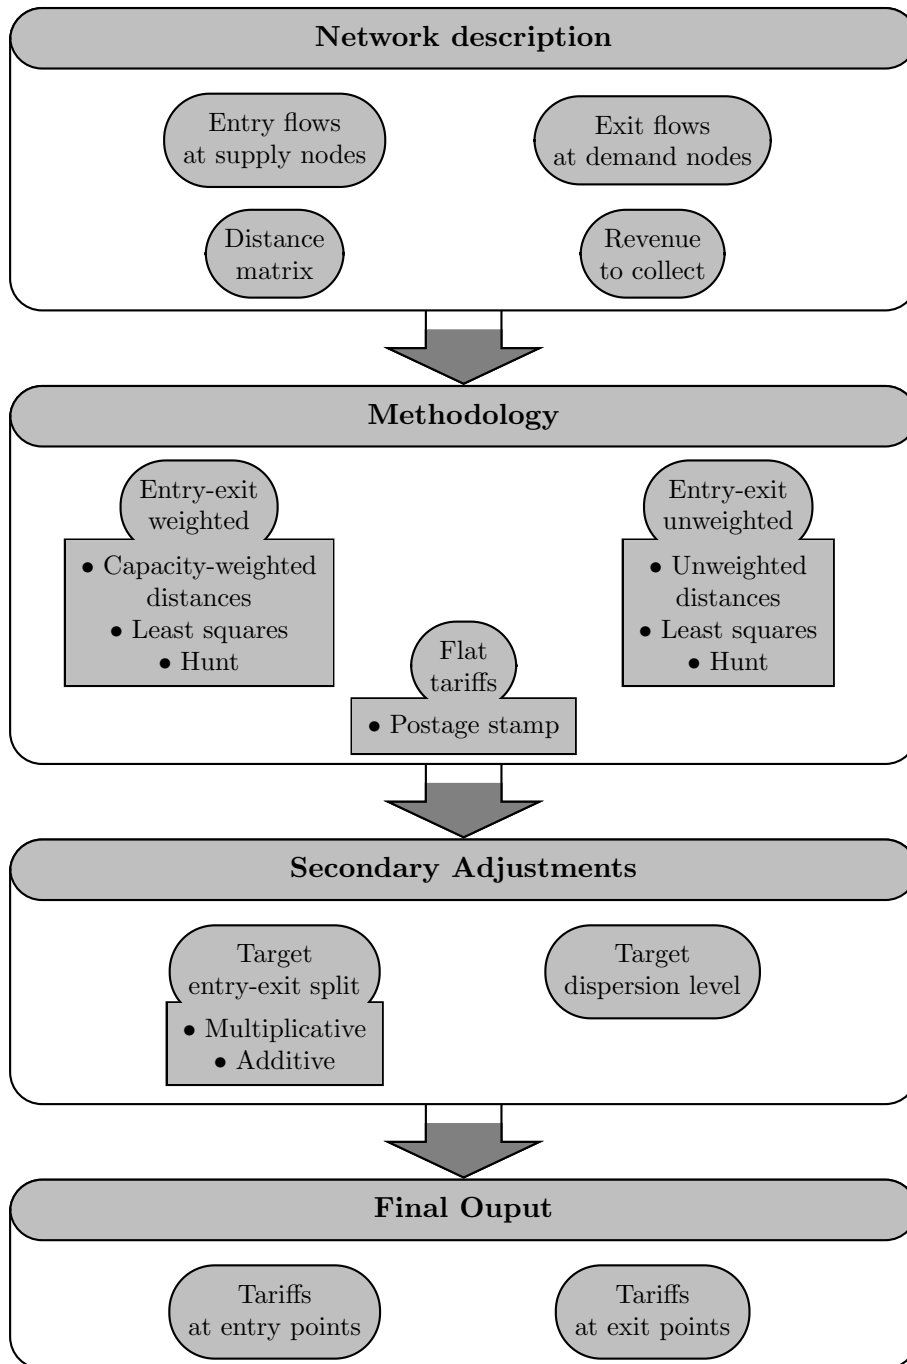 Network description
Entry flows
at supply nodes
Exit flows
at demand nodes
Distance
matrix
Revenue
to collect
Methodology
Entry-exit
weighted
• Capacity-weighted
distances
• Least squares
• Hunt
Entry-exit
unweighted
• Unweighted
distances
• Least squares
• Hunt
Flat
tariffs
• Postage stamp
Secondary Adjustments
Target
entry-exit split
• Multiplicative
• Additive
Target
dispersion level
Final Ouput
Tariffs
at entry points
Tariffs
at exit points